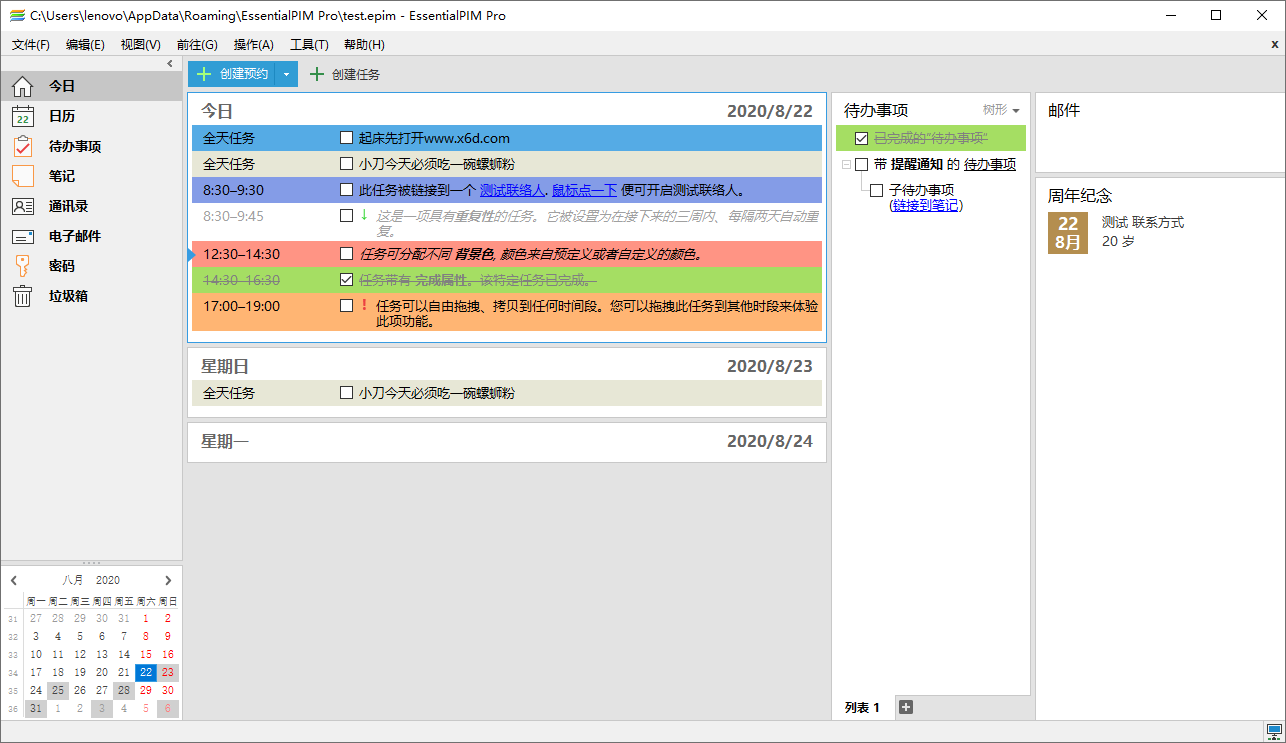 C:\Users\lenovo\AppData\Roaming\EssentialPIM Pro\test.epim - EssentialPIM Pro
文件(F) 编辑(E) 视图(V) 前往(G) 操作(A) 工具(T) 帮助(H)
x
今日
22
日历
待办事项
笔记
通讯录
电子邮件
密码
垃圾箱
八月 2020
周一 周二 周三 周四 周五 周六 周日
31 27 28 29 30 31 1 2
32 3 4 5 6 7 8 9
33 10 11 12 13 14 15 16
34 17 18 19 20 21 22 23
35 24 25 26 27 28 29 30
36 31 1 2 3 4 5 6
创建预约 创建任务
今日 2020/8/22
全天任务 起床先打开www.x6d.com
全天任务 小刀今天必须吃一碗螺蛳粉
8:30–9:30 此任务被链接到一个 测试联络人. 鼠标点一下 便可开启测试联络人。
8:30–9:45 ↓ 这是一项具有重复性的任务。它被设置为在接下来的三周内、每隔两天自动重
复。
12:30–14:30 任务可分配不同 背景色, 颜色来自预定义或者自定义的颜色。
14:30–16:30 任务带有 完成属性。该特定任务已完成。
17:00–19:00 ! 任务可以自由拖拽、拷贝到任何时间段。您可以拖拽此任务到其他时段来体验
此项功能。
星期日 2020/8/23
全天任务 小刀今天必须吃一碗螺蛳粉
星期一 2020/8/24
待办事项 树形
已完成的“待办事项”
带 提醒通知 的 待办事项
子待办事项
(链接到笔记)
列表 1
邮件
周年纪念
22
8月
测试 联系方式
20 岁